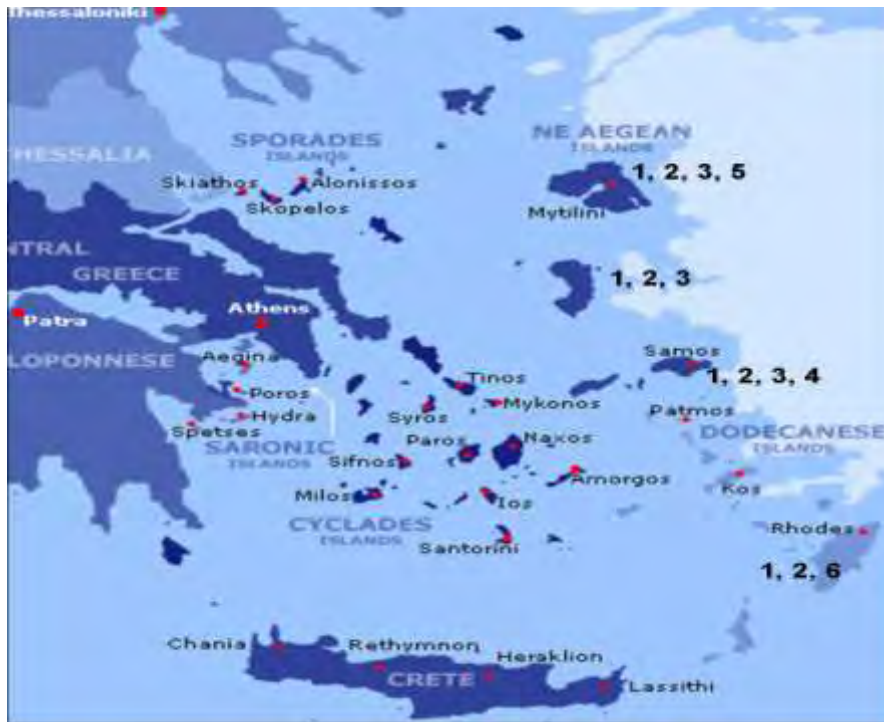 Thessaloniki
SPORADES
ISLANDS
NE AEGEAN
ISLANDS
HESSALIA
1, 2, 3, 5
Skiathos
Alonissos
Skopelos
Mytilini
NTRAL
GREECE
1, 2, 3
Athens
Patra
LOPONNESE
Aegina
Samos
Tinos
1, 2, 3, 4
Poros
Mykonos
Hydra
Syros
Patmos
Spetses
SARONIC
ISLANDS
Paros
Naxos
DODECANESE
ISLANDS
Sifnos
Amorgos
Kos
Milos
Ios
CYCLADES
ISLANDS
Rhodes
Santorini
1, 2, 6
Chania
Rethymnon
Heraklion
CRETE
Lassithi